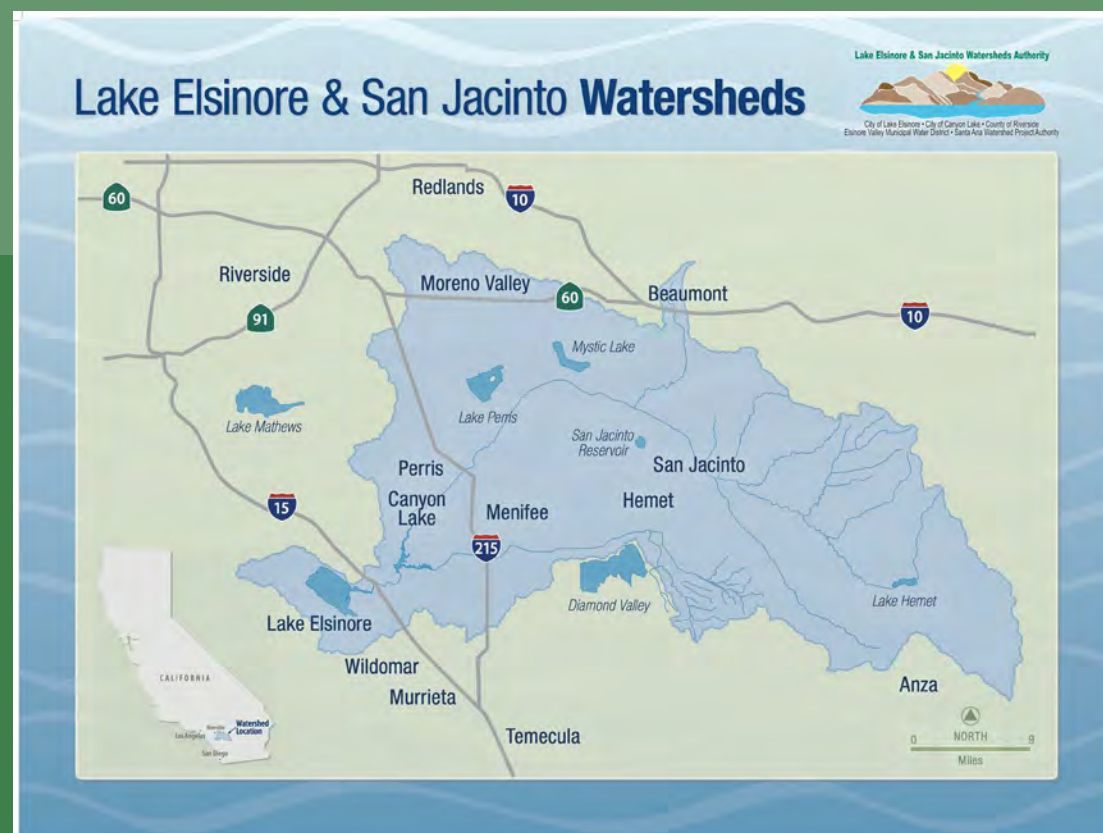 Lake Elsinore & San Jacinto Watersheds
Lake Elsinore & San Jacinto Watersheds Authority
City of Lake Elsinore • City of Canyon Lake • County of Riverside
Elsinore Valley Municipal Water District • Santa Ana Watershed Project Authority
60
Redlands
10
Riverside
Moreno Valley
60
Beaumont
91
10
Mystic Lake
Lake Mathews
Lake Perris
San Jacinto
Reservoir
San Jacinto
Perris
Canyon
Lake
Hemet
15
Menifee
215
Diamond Valley
Lake Hemet
Lake Elsinore
Wildomar
Murrieta
Anza
Temecula
CALIFORNIA
Riverside
Watershed
Location
Los Angeles
San Diego
0 NORTH 8
Miles